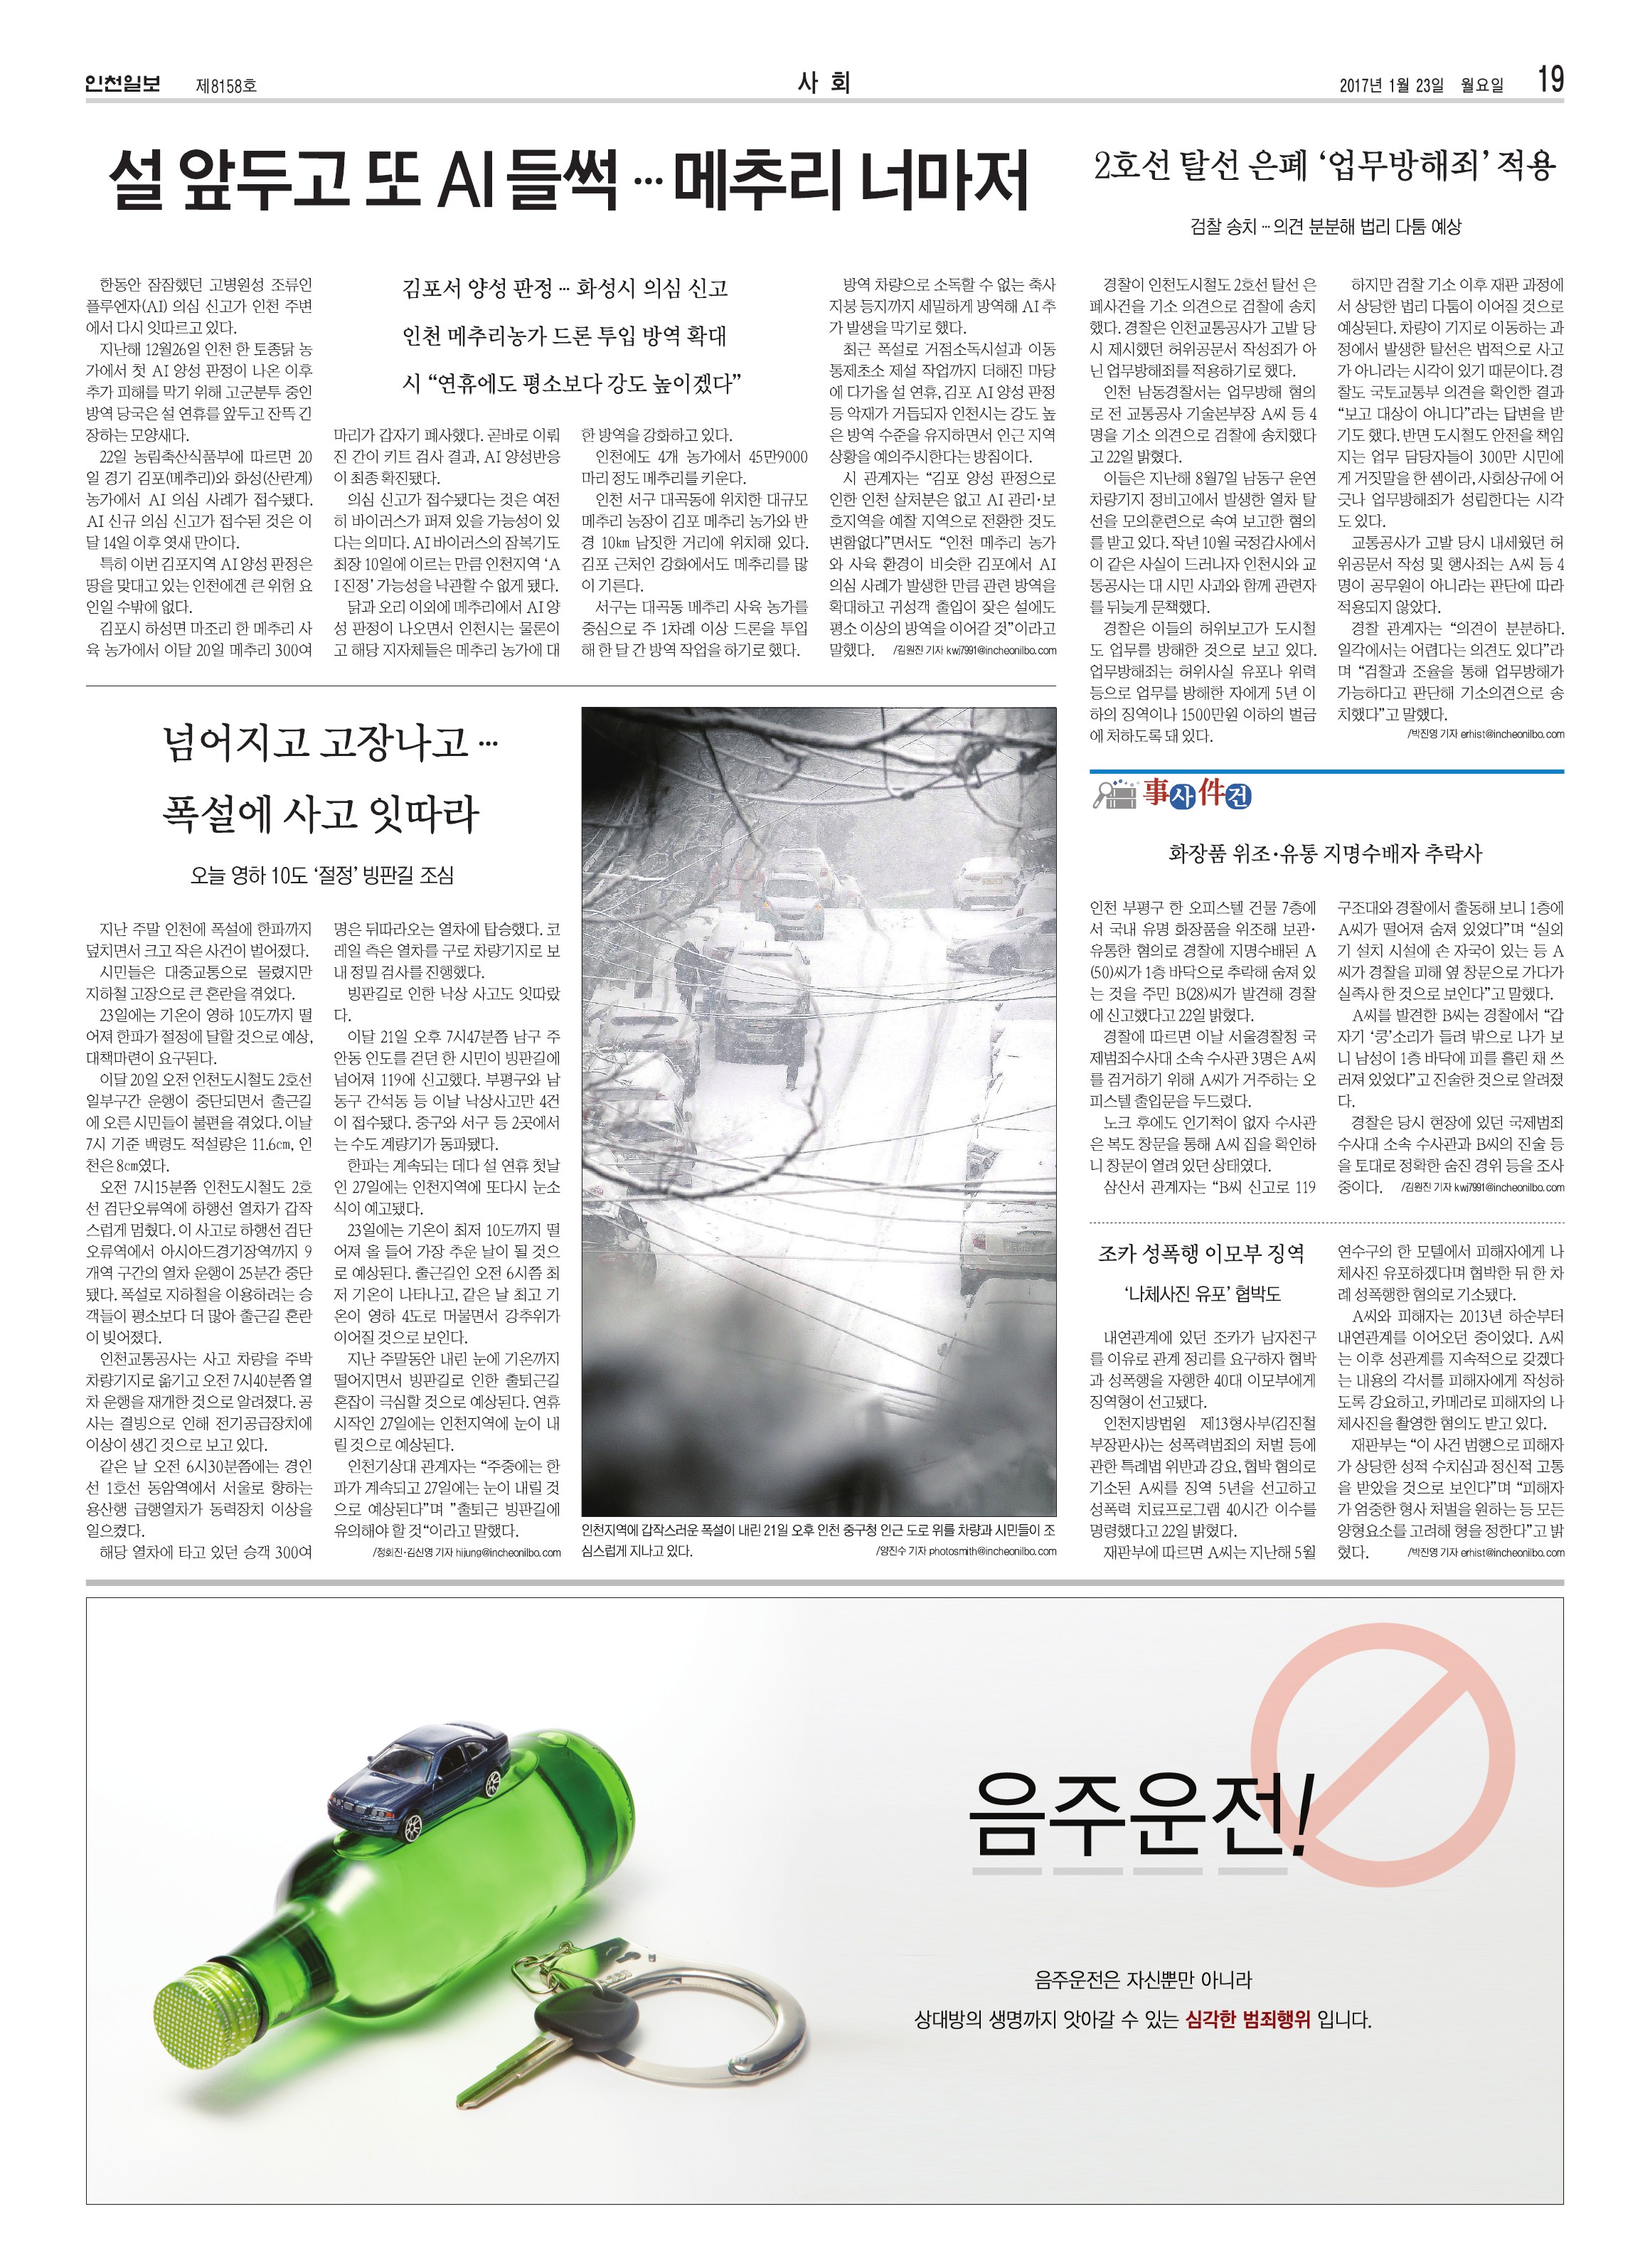 인천일보
제8158호
사 회
2017년 1월 23일 월요일
19
설 앞두고 또 AI 들썩 … 메추리 너마저
김포서 양성 판정 … 화성시 의심 신고
인천 메추리농가 드론 투입 방역 확대
시 “연휴에도 평소보다 강도 높이겠다”
한동안 잠잠했던 고병원성 조류인
플루엔자(AI) 의심 신고가 인천 주변
에서 다시 잇따르고 있다.
지난해 12월26일 인천 한 토종닭 농
가에서 첫 AI 양성 판정이 나온 이후
추가 피해를 막기 위해 고군분투 중인
방역 당국은 설 연휴를 앞두고 잔뜩 긴
장하는 모양새다.
22일 농림축산식품부에 따르면 20
일 경기 김포(메추리)와 화성(산란계)
농가에서 AI 의심 사례가 접수됐다.
AI 신규 의심 신고가 접수된 것은 이
달 14일 이후 엿새 만이다.
특히 이번 김포지역 AI 양성 판정은
땅을 맞대고 있는 인천에겐 큰 위험 요
인일 수밖에 없다.
김포시 하성면 마조리 한 메추리 사
육 농가에서 이달 20일 메추리 300여
마리가 갑자기 폐사했다. 곧바로 이뤄
진 간이 키트 검사 결과, AI 양성반응
이 최종 확진됐다.
의심 신고가 접수됐다는 것은 여전
히 바이러스가 퍼져 있을 가능성이 있
다는 의미다. AI 바이러스의 잠복기도
최장 10일에 이르는 만큼 인천지역 ‘A
I 진정’ 가능성을 낙관할 수 없게 됐다.
닭과 오리 이외에 메추리에서 AI 양
성 판정이 나오면서 인천시는 물론이
고 해당 지자체들은 메추리 농가에 대
한 방역을 강화하고 있다.
인천에도 4개 농가에서 45만9000
마리 정도 메추리를 키운다.
인천 서구 대곡동에 위치한 대규모
메추리 농장이 김포 메추리 농가와 반
경 10㎞ 남짓한 거리에 위치해 있다.
김포 근처인 강화에서도 메추리를 많
이 기른다.
서구는 대곡동 메추리 사육 농가를
중심으로 주 1차례 이상 드론을 투입
해 한 달 간 방역 작업을 하기로 했다.
방역 차량으로 소독할 수 없는 축사
지붕 등지까지 세밀하게 방역해 AI 추
가 발생을 막기로 했다.
최근 폭설로 거점소독시설과 이동
통제초소 제설 작업까지 더해진 마당
에 다가올 설 연휴, 김포 AI 양성 판정
등 악재가 거듭되자 인천시는 강도 높
은 방역 수준을 유지하면서 인근 지역
상황을 예의주시한다는 방침이다.
시 관계자는 “김포 양성 판정으로
인한 인천 살처분은 없고 AI 관리·보
호지역을 예찰 지역으로 전환한 것도
변함없다”면서도 “인천 메추리 농가
와 사육 환경이 비슷한 김포에서 AI
의심 사례가 발생한 만큼 관련 방역을
확대하고 귀성객 출입이 잦은 설에도
평소 이상의 방역을 이어갈 것”이라고
말했다. /김원진 기자 kwj7991@incheonilbo.com
2호선 탈선 은폐 ‘업무방해죄’ 적용
검찰 송치 … 의견 분분해 법리 다툼 예상
경찰이 인천도시철도 2호선 탈선 은
폐사건을 기소 의견으로 검찰에 송치
했다. 경찰은 인천교통공사가 고발 당
시 제시했던 허위공문서 작성죄가 아
닌 업무방해죄를 적용하기로 했다.
인천 남동경찰서는 업무방해 혐의
로 전 교통공사 기술본부장 A씨 등 4
명을 기소 의견으로 검찰에 송치했다
고 22일 밝혔다.
이들은 지난해 8월7일 남동구 운연
차량기지 정비고에서 발생한 열차 탈
선을 모의훈련으로 속여 보고한 혐의
를 받고 있다. 작년 10월 국정감사에서
이 같은 사실이 드러나자 인천시와 교
통공사는 대 시민 사과와 함께 관련자
를 뒤늦게 문책했다.
경찰은 이들의 허위보고가 도시철
도 업무를 방해한 것으로 보고 있다.
업무방해죄는 허위사실 유포나 위력
등으로 업무를 방해한 자에게 5년 이
하의 징역이나 1500만원 이하의 벌금
에 처하도록 돼 있다.
하지만 검찰 기소 이후 재판 과정에
서 상당한 법리 다툼이 이어질 것으로
예상된다. 차량이 기지로 이동하는 과
정에서 발생한 탈선은 법적으로 사고
가 아니라는 시각이 있기 때문이다. 경
찰도 국토교통부 의견을 확인한 결과
“보고 대상이 아니다”라는 답변을 받
기도 했다. 반면 도시철도 안전을 책임
지는 업무 담당자들이 300만 시민에
게 거짓말을 한 셈이라, 사회상규에 어
긋나 업무방해죄가 성립한다는 시각
도 있다.
교통공사가 고발 당시 내세웠던 허
위공문서 작성 및 행사죄는 A씨 등 4
명이 공무원이 아니라는 판단에 따라
적용되지 않았다.
경찰 관계자는 “의견이 분분하다.
일각에서는 어렵다는 의견도 있다”라
며 “검찰과 조율을 통해 업무방해가
가능하다고 판단해 기소의견으로 송
치했다”고 말했다.
/박진영 기자 erhist@incheonilbo.com
넘어지고 고장나고 …
폭설에 사고 잇따라
오늘 영하 10도 ‘절정’ 빙판길 조심
지난 주말 인천에 폭설에 한파까지
덮치면서 크고 작은 사건이 벌어졌다.
시민들은 대중교통으로 몰렸지만
지하철 고장으로 큰 혼란을 겪었다.
23일에는 기온이 영하 10도까지 떨
어져 한파가 절정에 달할 것으로 예상,
대책마련이 요구된다.
이달 20일 오전 인천도시철도 2호선
일부구간 운행이 중단되면서 출근길
에 오른 시민들이 불편을 겪었다. 이날
7시 기준 백령도 적설량은 11.6㎝, 인
천은 8㎝였다.
오전 7시15분쯤 인천도시철도 2호
선 검단오류역에 하행선 열차가 갑작
스럽게 멈췄다. 이 사고로 하행선 검단
오류역에서 아시아드경기장역까지 9
개역 구간의 열차 운행이 25분간 중단
됐다. 폭설로 지하철을 이용하려는 승
객들이 평소보다 더 많아 출근길 혼란
이 빚어졌다.
인천교통공사는 사고 차량을 주박
차량기지로 옮기고 오전 7시40분쯤 열
차 운행을 재개한 것으로 알려졌다. 공
사는 결빙으로 인해 전기공급장치에
이상이 생긴 것으로 보고 있다.
같은 날 오전 6시30분쯤에는 경인
선 1호선 동암역에서 서울로 향하는
용산행 급행열차가 동력장치 이상을
일으켰다.
해당 열차에 타고 있던 승객 300여
명은 뒤따라오는 열차에 탑승했다. 코
레일 측은 열차를 구로 차량기지로 보
내 정밀 검사를 진행했다.
빙판길로 인한 낙상 사고도 잇따랐
다.
이달 21일 오후 7시47분쯤 남구 주
안동 인도를 걷던 한 시민이 빙판길에
넘어져 119에 신고했다. 부평구와 남
동구 간석동 등 이날 낙상사고만 4건
이 접수됐다. 중구와 서구 등 2곳에서
는 수도 계량기가 동파됐다.
한파는 계속되는 데다 설 연휴 첫날
인 27일에는 인천지역에 또다시 눈소
식이 예고됐다.
23일에는 기온이 최저 10도까지 떨
어져 올 들어 가장 추운 날이 될 것으
로 예상된다. 출근길인 오전 6시쯤 최
저 기온이 나타나고, 같은 날 최고 기
온이 영하 4도로 머물면서 강추위가
이어질 것으로 보인다.
지난 주말동안 내린 눈에 기온까지
떨어지면서 빙판길로 인한 출퇴근길
혼잡이 극심할 것으로 예상된다. 연휴
시작인 27일에는 인천지역에 눈이 내
릴 것으로 예상된다.
인천기상대 관계자는 “주중에는 한
파가 계속되고 27일에는 눈이 내릴 것
으로 예상된다”며 ”출퇴근 빙판길에
유의해야 할 것“이라고 말했다.
/정회진·김신영 기자 hijung@incheonilbo.com
인천지역에 갑작스러운 폭설이 내린 21일 오후 인천 중구청 인근 도로 위를 차량과 시민들이 조
심스럽게 지나고 있다. /양진수 기자 photosmith@incheonilbo.com
事사件건
화장품 위조·유통 지명수배자 추락사
인천 부평구 한 오피스텔 건물 7층에
서 국내 유명 화장품을 위조해 보관·
유통한 혐의로 경찰에 지명수배된 A
(50)씨가 1층 바닥으로 추락해 숨져 있
는 것을 주민 B(28)씨가 발견해 경찰
에 신고했다고 22일 밝혔다.
경찰에 따르면 이날 서울경찰청 국
제범죄수사대 소속 수사관 3명은 A씨
를 검거하기 위해 A씨가 거주하는 오
피스텔 출입문을 두드렸다.
노크 후에도 인기척이 없자 수사관
은 복도 창문을 통해 A씨 집을 확인하
니 창문이 열려 있던 상태였다.
삼산서 관계자는 “B씨 신고로 119
구조대와 경찰에서 출동해 보니 1층에
A씨가 떨어져 숨져 있었다”며 “실외
기 설치 시설에 손 자국이 있는 등 A
씨가 경찰을 피해 옆 창문으로 가다가
실족사 한 것으로 보인다”고 말했다.
A씨를 발견한 B씨는 경찰에서 “갑
자기 ‘쿵’소리가 들려 밖으로 나가 보
니 남성이 1층 바닥에 피를 흘린 채 쓰
러져 있었다”고 진술한 것으로 알려졌
다.
경찰은 당시 현장에 있던 국제범죄
수사대 소속 수사관과 B씨의 진술 등
을 토대로 정확한 숨진 경위 등을 조사
중이다. /김원진 기자 kwj7991@incheonilbo.com
조카 성폭행 이모부 징역
‘나체사진 유포’ 협박도
내연관계에 있던 조카가 남자친구
를 이유로 관계 정리를 요구하자 협박
과 성폭행을 자행한 40대 이모부에게
징역형이 선고됐다.
인천지방법원 제13형사부(김진철
부장판사)는 성폭력범죄의 처벌 등에
관한 특례법 위반과 강요, 협박 혐의로
기소된 A씨를 징역 5년을 선고하고
성폭력 치료프로그램 40시간 이수를
명령했다고 22일 밝혔다.
재판부에 따르면 A씨는 지난해 5월
연수구의 한 모텔에서 피해자에게 나
체사진 유포하겠다며 협박한 뒤 한 차
례 성폭행한 혐의로 기소됐다.
A씨와 피해자는 2013년 하순부터
내연관계를 이어오던 중이었다. A씨
는 이후 성관계를 지속적으로 갖겠다
는 내용의 각서를 피해자에게 작성하
도록 강요하고, 카메라로 피해자의 나
체사진을 촬영한 혐의도 받고 있다.
재판부는 “이 사건 범행으로 피해자
가 상당한 성적 수치심과 정신적 고통
을 받았을 것으로 보인다”며 “피해자
가 엄중한 형사 처벌을 원하는 등 모든
양형요소를 고려해 형을 정한다”고 밝
혔다. /박진영 기자 erhist@incheonilbo.com
음주운전!
음주운전은 자신뿐만 아니라
상대방의 생명까지 앗아갈 수 있는 심각한 범죄행위 입니다.